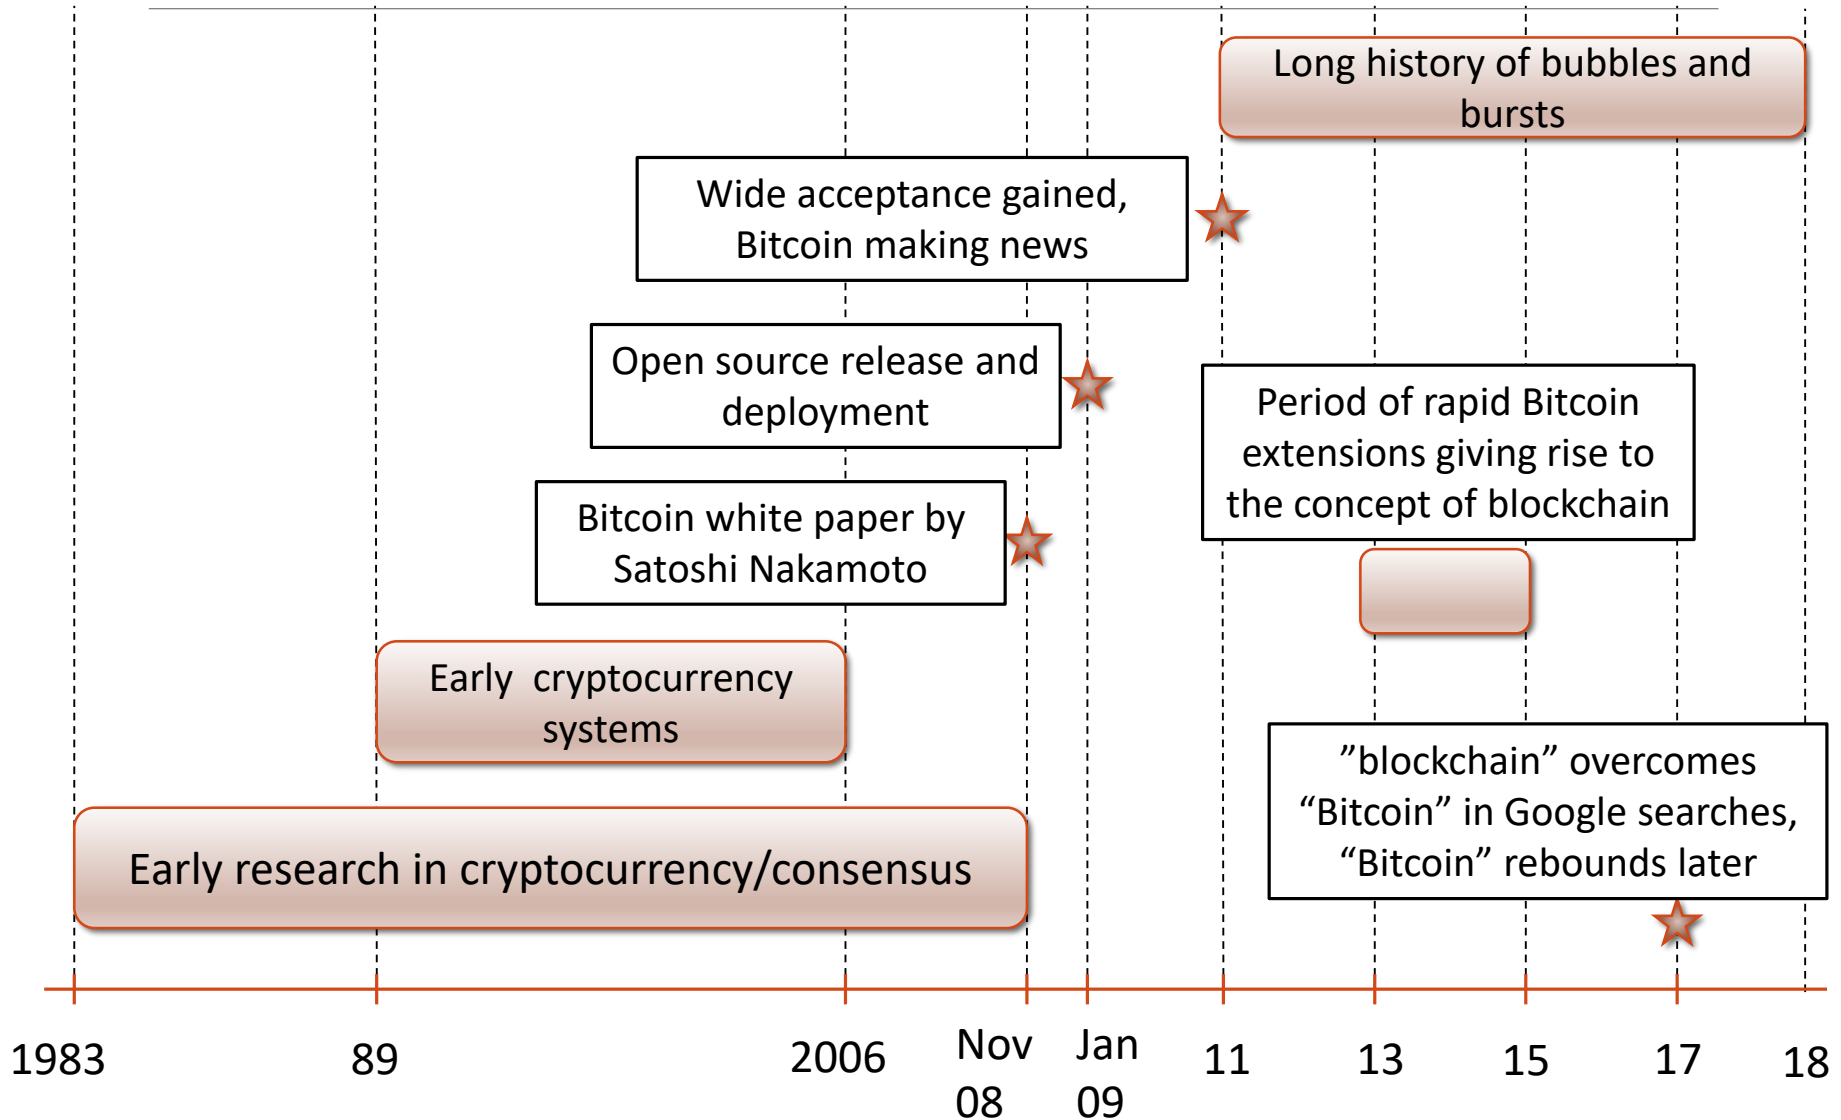 Long history of bubbles and
bursts
Wide acceptance gained,
Bitcoin making news
Open source release and
deployment
Period of rapid Bitcoin
extensions giving rise to
the concept of blockchain
Bitcoin white paper by
Satoshi Nakamoto
Early  cryptocurrency
systems
”blockchain” overcomes
“Bitcoin” in Google searches,
“Bitcoin” rebounds later
Early research in cryptocurrency/consensus
1983
89
2006
Nov
08
Jan
09
11
13
15
17
18